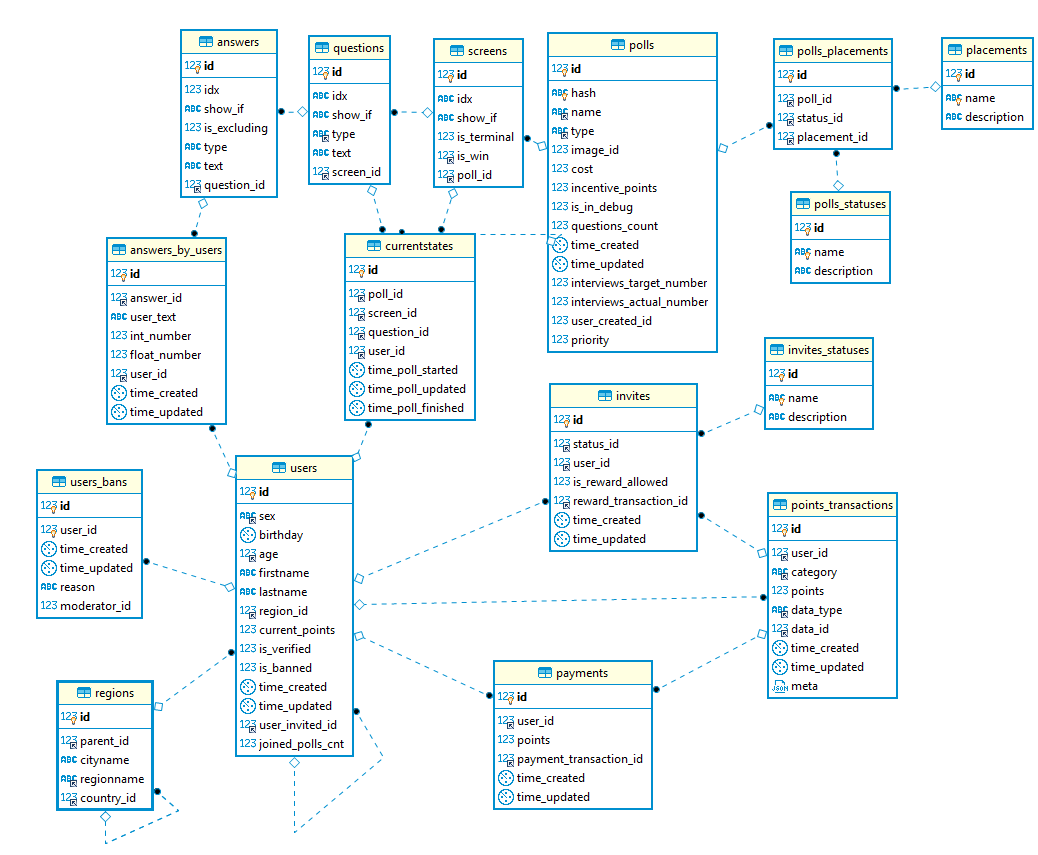 answers
123 id
123 idx
ABC show_if
123 is_excluding
ABC type
ABC text
123 question_id
questions
123 id
ABC idx
ABC show_if
ABC type
ABC text
123 screen_id
screens
123 id
ABC idx
ABC show_if
123 is_terminal
123 is_win
123 poll_id
polls
123 id
ABC hash
ABC name
ABC type
123 image_id
123 cost
123 incentive_points
123 is_in_debug
123 questions_count
time_created
time_updated
123 interviews_target_number
123 interviews_actual_number
123 user_created_id
123 priority
polls_placements
123 id
123 poll_id
123 status_id
123 placement_id
placements
123 id
ABC name
ABC description
polls_statuses
123 id
ABC name
ABC description
answers_by_users
123 id
123 answer_id
ABC user_text
123 int_number
123 float_number
123 user_id
time_created
time_updated
currentstates
123 id
123 poll_id
123 screen_id
123 question_id
123 user_id
time_poll_started
time_poll_updated
time_poll_finished
invites_statuses
123 id
ABC name
ABC description
invites
123 id
123 status_id
123 user_id
123 is_reward_allowed
123 reward_transaction_id
time_created
time_updated
users_bans
123 id
123 user_id
time_created
time_updated
ABC reason
123 moderator_id
users
123 id
ABC sex
birthday
123 age
ABC firstname
ABC lastname
123 region_id
123 current_points
123 is_verified
123 is_banned
time_created
time_updated
123 user_invited_id
123 joined_polls_cnt
points_transactions
123 id
123 user_id
ABC category
123 points
ABC data_type
123 data_id
time_created
time_updated
JSON meta
regions
123 id
123 parent_id
ABC cityname
ABC regionname
123 country_id
payments
123 id
123 user_id
123 points
123 payment_transaction_id
time_created
time_updated